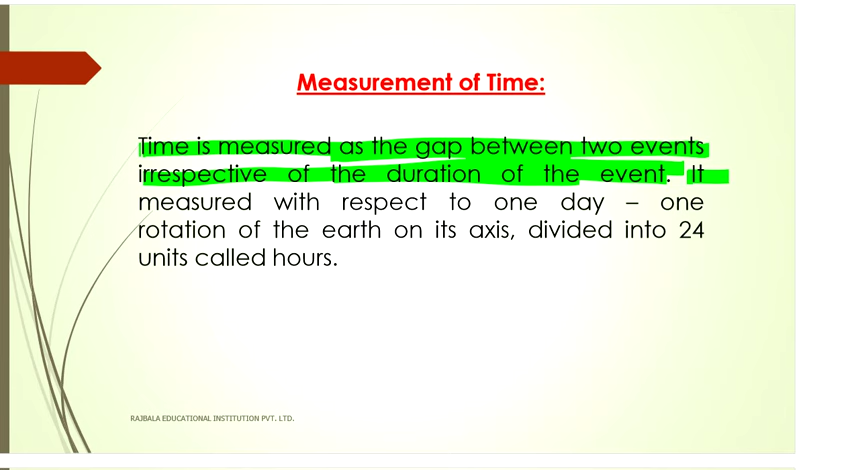 Measurement of Time:
Time is measured as the gap between two events
irrespective of the duration of the event. It
measured with respect to one day – one
rotation of the earth on its axis, divided into 24
units called hours.
RAJBALA EDUCATIONAL INSTITUTION PVT. LTD.